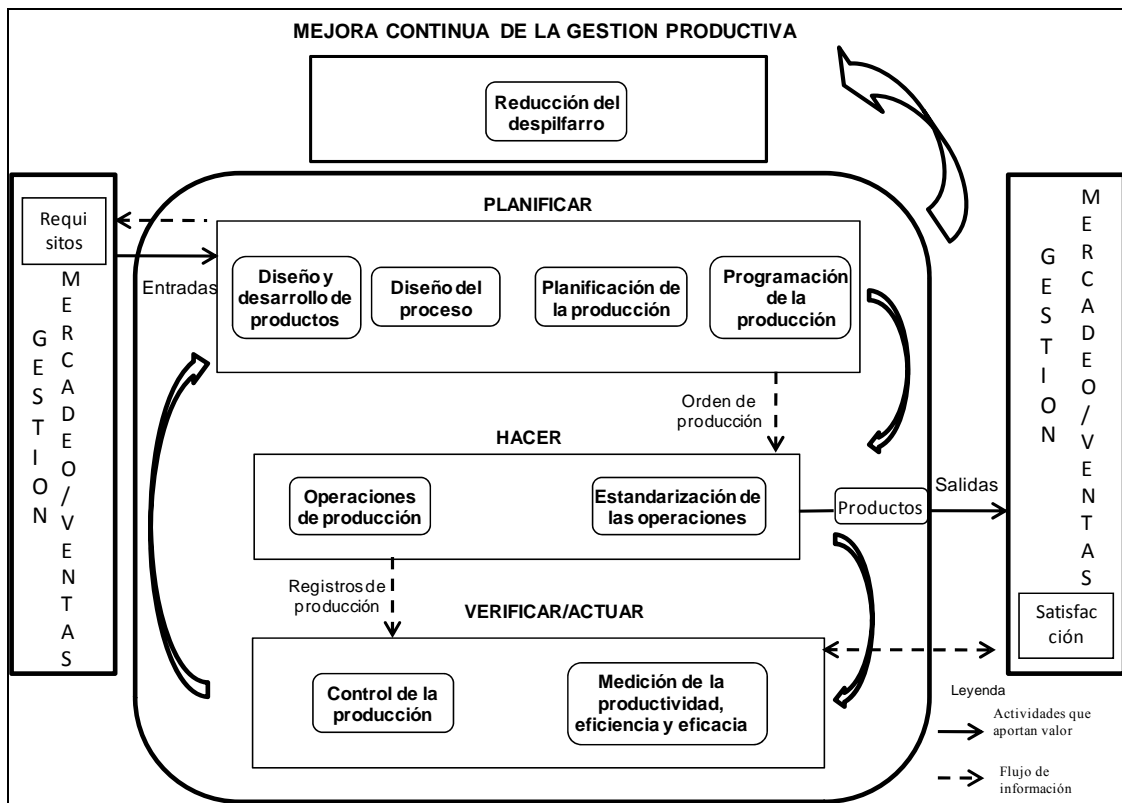 MEJORA CONTINUA DE LA GESTION PRODUCTIVA
Reducción del
despilfarro
Requi
sitos
GESTION
MERCADEO/VENTAS
Entradas
PLANIFICAR
Diseño y
desarrollo de
productos
Diseño del
proceso
Planificación de
la producción
Programación
de la
producción
Orden de
producción
HACER
Operaciones
de producción
Estandarización de
las operaciones
Productos
Salidas
Registros de
producción
VERIFICAR/ACTUAR
Control de la
producción
Medición de la
productividad,
eficiencia y eficacia
GESTION
MERCADEO/VENTAS
Satisfac
ción
Leyenda
Actividades que
aportan valor
Flujo de
información